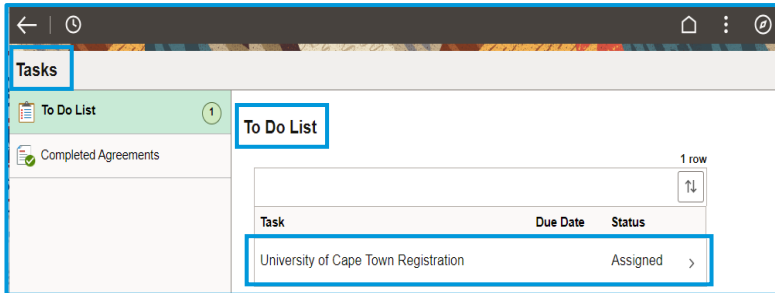 Tasks
To Do List 1
Completed Agreements
To Do List
1 row
Task Due Date Status
University of Cape Town Registration Assigned